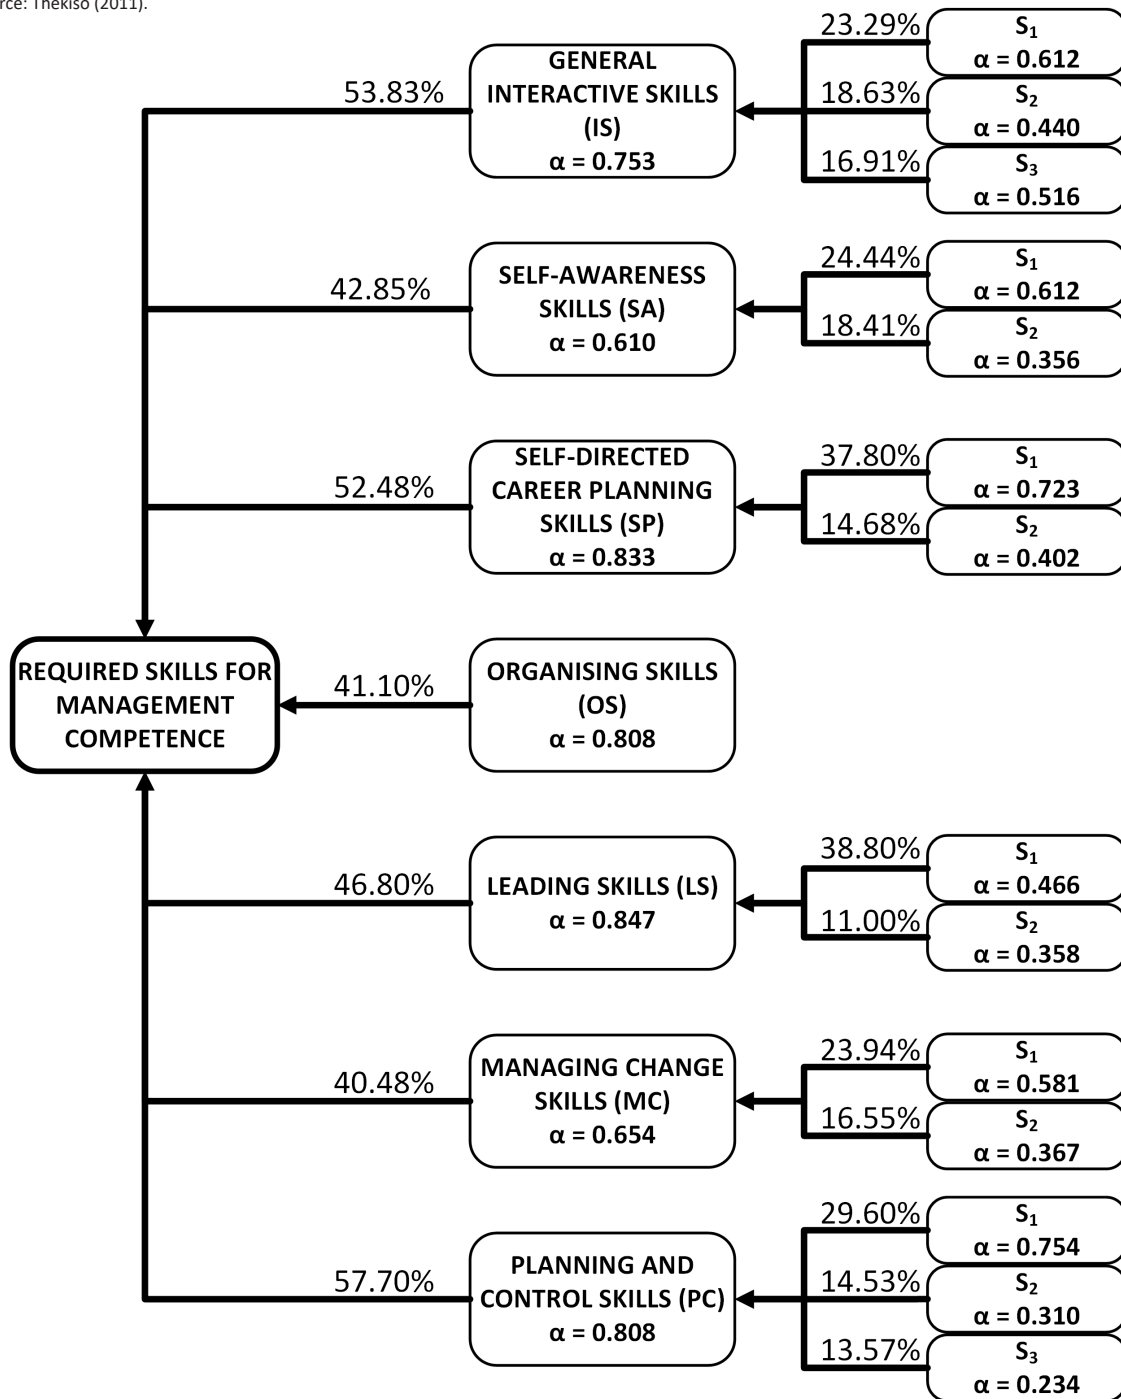 rce: Thekiso (2011).
23.29%
S₁
α = 0.612
53.83%
GENERAL
INTERACTIVE SKILLS
(IS)
α = 0.753
18.63%
S₂
α = 0.440
16.91%
S₃
α = 0.516
42.85%
SELF-AWARENESS
SKILLS (SA)
α = 0.610
24.44%
S₁
α = 0.612
18.41%
S₂
α = 0.356
52.48%
SELF-DIRECTED
CAREER PLANNING
SKILLS (SP)
α = 0.833
37.80%
S₁
α = 0.723
14.68%
S₂
α = 0.402
REQUIRED SKILLS FOR
MANAGEMENT
COMPETENCE
41.10%
ORGANISING SKILLS
(OS)
α = 0.808
46.80%
LEADING SKILLS (LS)
α = 0.847
38.80%
S₁
α = 0.466
11.00%
S₂
α = 0.358
40.48%
MANAGING CHANGE
SKILLS (MC)
α = 0.654
23.94%
S₁
α = 0.581
16.55%
S₂
α = 0.367
57.70%
PLANNING AND
CONTROL SKILLS (PC)
α = 0.808
29.60%
S₁
α = 0.754
14.53%
S₂
α = 0.310
13.57%
S₃
α = 0.234